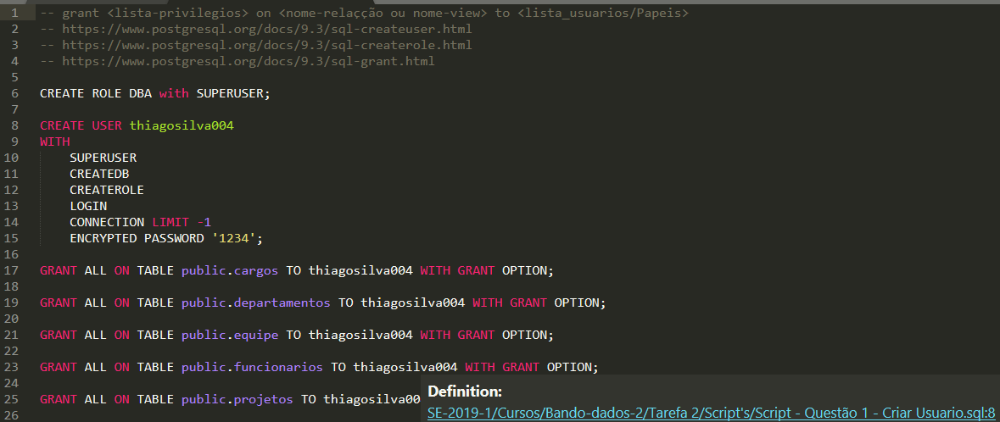 1 -- grant <lista-privilegios> on <nome-relacção ou nome-view> to <lista_usuarios/Papeis>
2 -- https://www.postgresql.org/docs/9.3/sql-createuser.html
3 -- https://www.postgresql.org/docs/9.3/sql-createrole.html
4 -- https://www.postgresql.org/docs/9.3/sql-grant.html
5
6 CREATE ROLE DBA with SUPERUSER;
7
8 CREATE USER thiagosilva004
9 WITH
10 SUPERUSER
11 CREATEDB
12 CREATEROLE
13 LOGIN
14 CONNECTION LIMIT -1
15 ENCRYPTED PASSWORD '1234';
16
17 GRANT ALL ON TABLE public.cargos TO thiagosilva004 WITH GRANT OPTION;
18
19 GRANT ALL ON TABLE public.departamentos TO thiagosilva004 WITH GRANT OPTION;
20
21 GRANT ALL ON TABLE public.equipe TO thiagosilva004 WITH GRANT OPTION;
22
23 GRANT ALL ON TABLE public.funcionarios TO thiagosilva004 WITH GRANT OPTION;
24
25 GRANT ALL ON TABLE public.projetos TO thiagosilva00
26
Definition:
SE-2019-1/Cursos/Bando-dados-2/Tarefa 2/Script's/Script - Questão 1 - Criar Usuario.sql:8